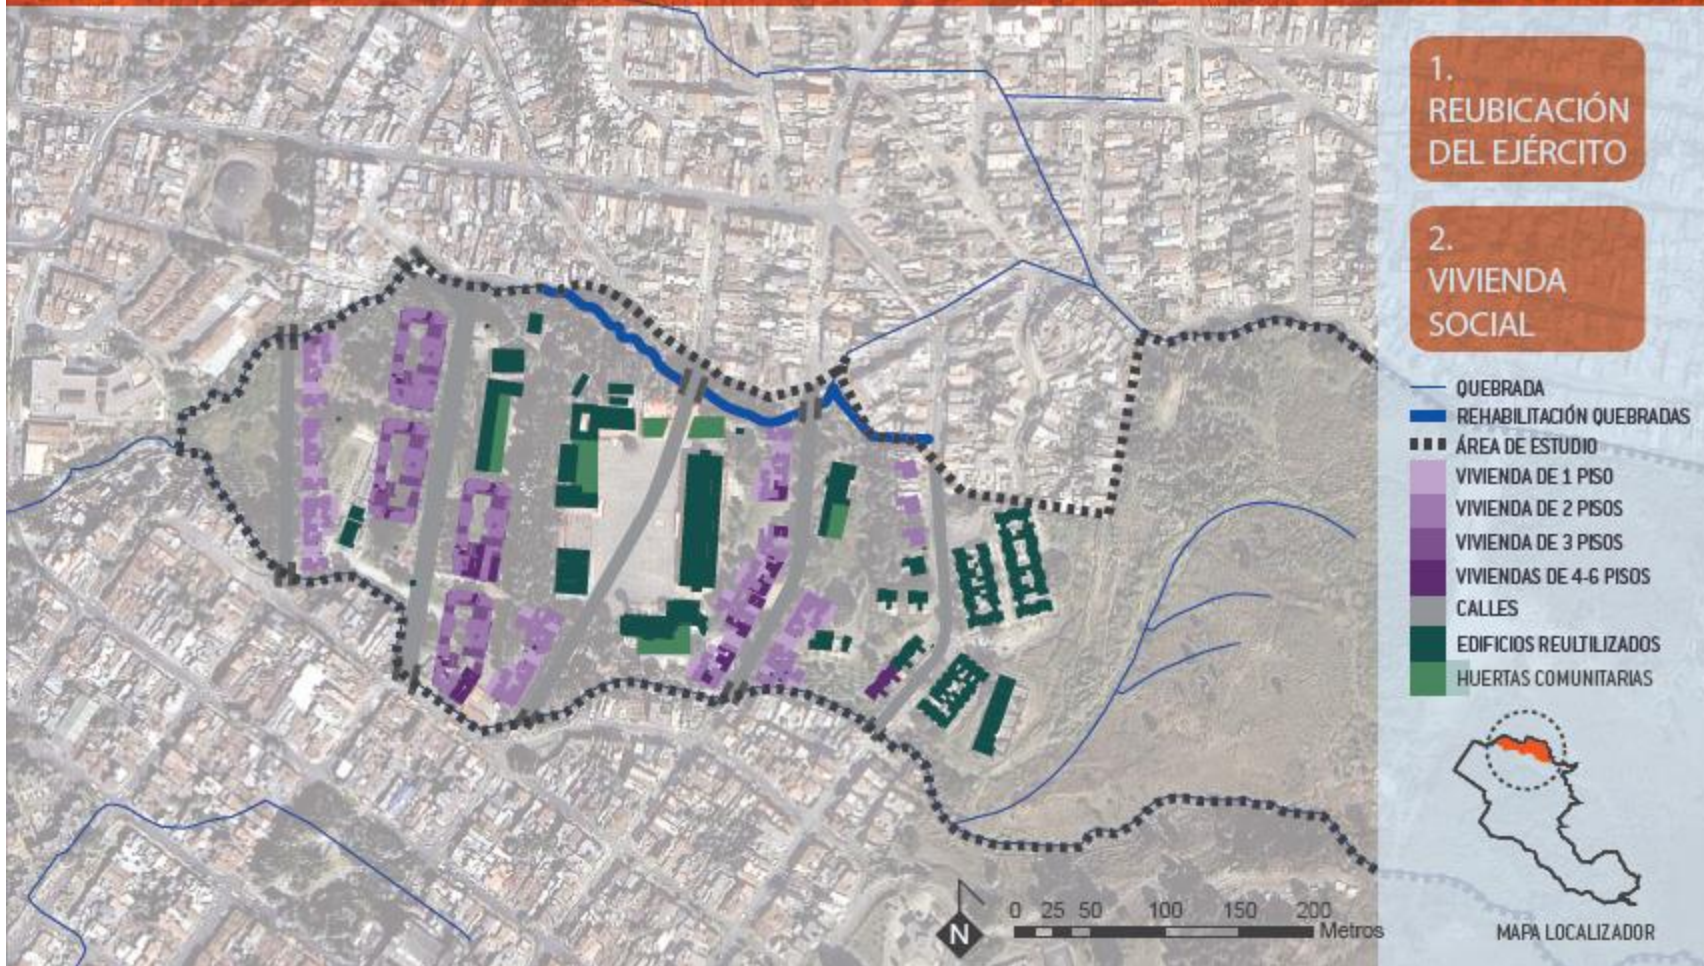 1.
REUBICACIÓN
DEL EJÉRCITO
2.
VIVIENDA
SOCIAL
QUEBRADA
REHABILITACIÓN QUEBRADAS
ÁREA DE ESTUDIO
VIVIENDA DE 1 PISO
VIVIENDA DE 2 PISOS
VIVIENDA DE 3 PISOS
VIVIENDAS DE 4-6 PISOS
CALLES
EDIFICIOS REULTILIZADOS
HUERTAS COMUNITARIAS
N
0 25 50 100 150 200
Metros
MAPA LOCALIZADOR